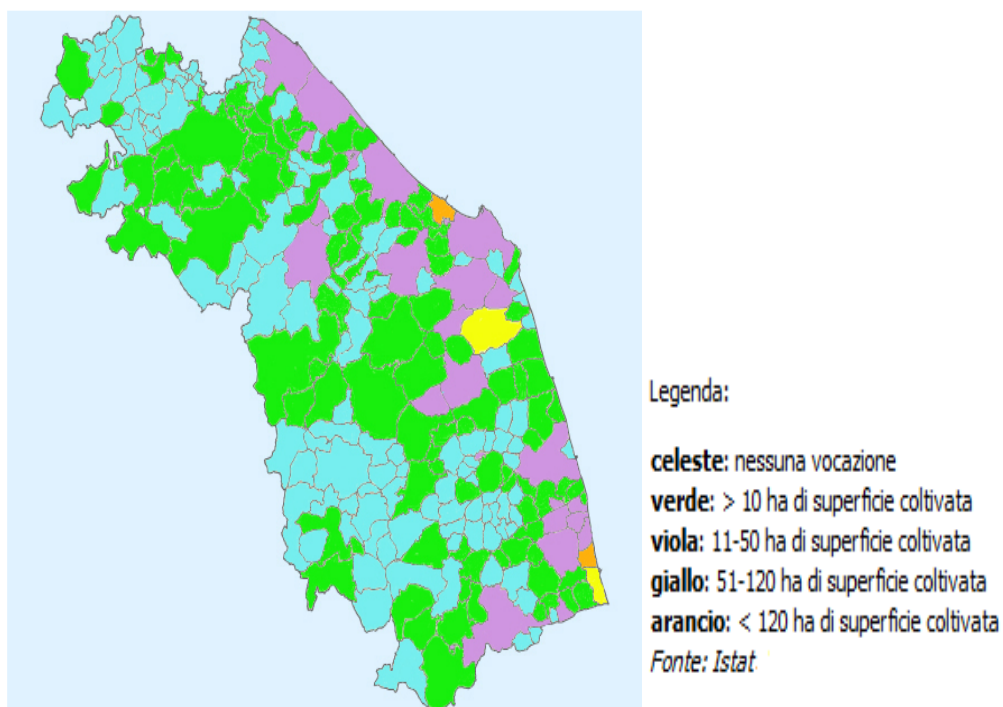 Legenda:
celeste: nessuna vocazione
verde: > 10 ha di superficie coltivata
viola: 11-50 ha di superficie coltivata
giallo: 51-120 ha di superficie coltivata
arancio: < 120 ha di superficie coltivata
Fonte: Istat